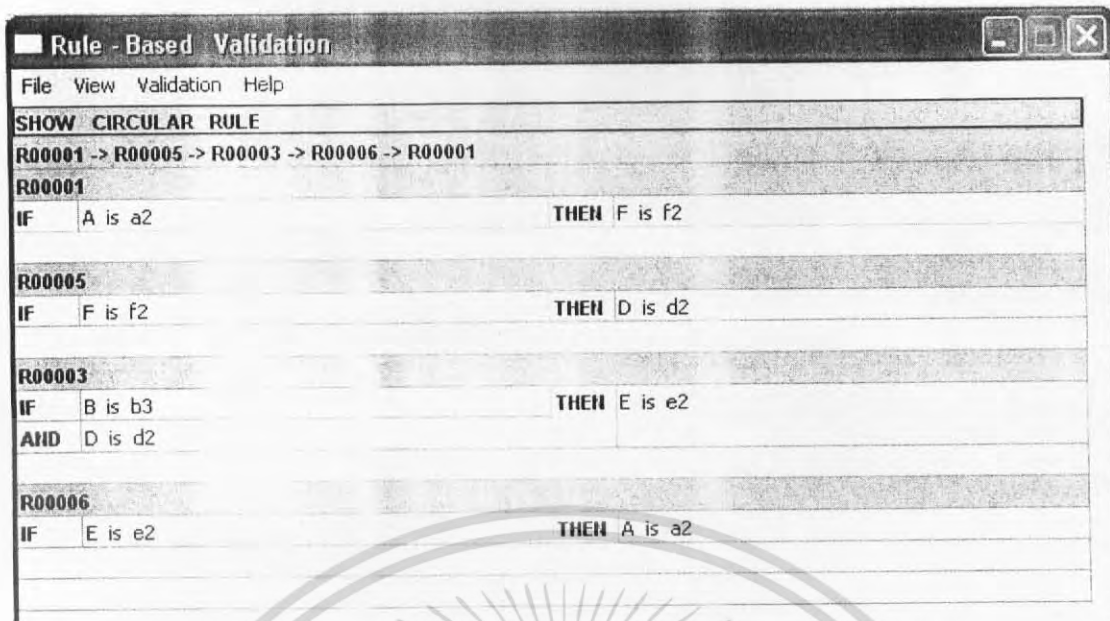 Rule - Based Validation
File View Validation Help
SHOW CIRCULAR RULE
R00001 -> R00005 -> R00003 -> R00006 -> R00001
R00001
IF A is a2 THEN F is f2
R00005
IF F is f2 THEN D is d2
R00003
IF B is b3 THEN E is e2
AND D is d2
R00006
IF E is e2 THEN A is a2